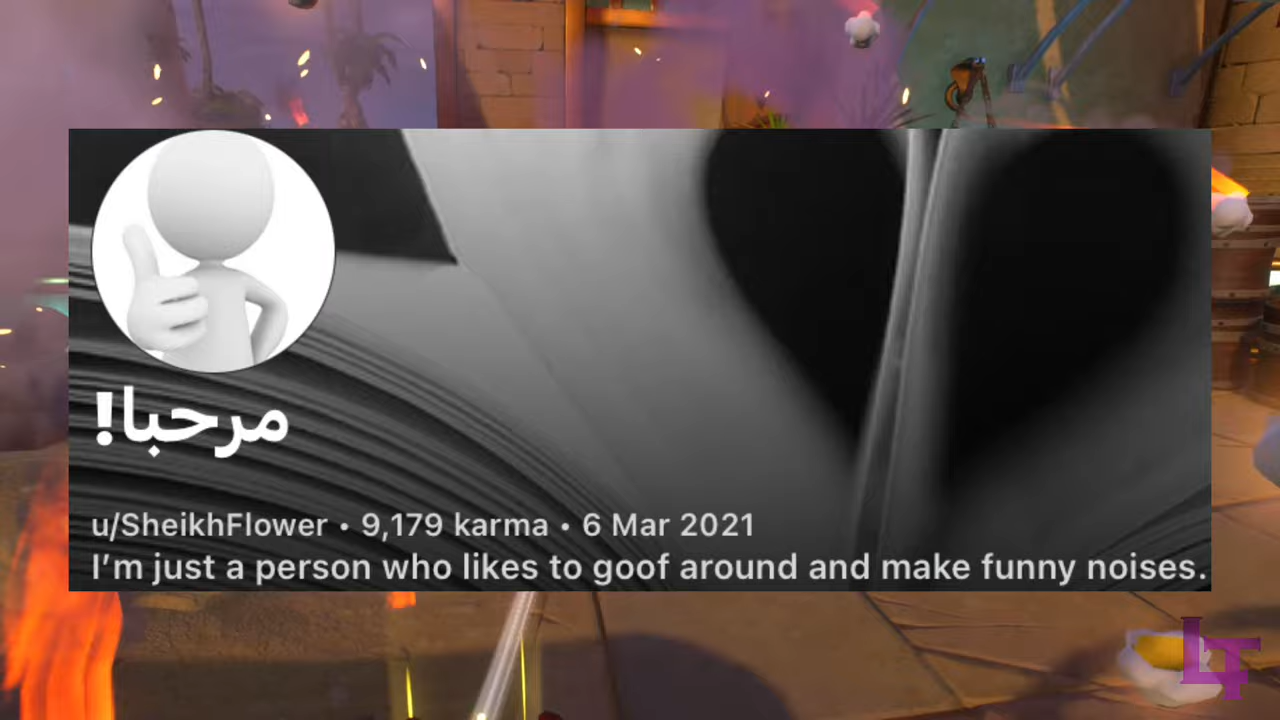 مرحبا!
u/SheikhFlower • 9,179 karma • 6 Mar 2021
I’m just a person who likes to goof around and make funny noises.
LT